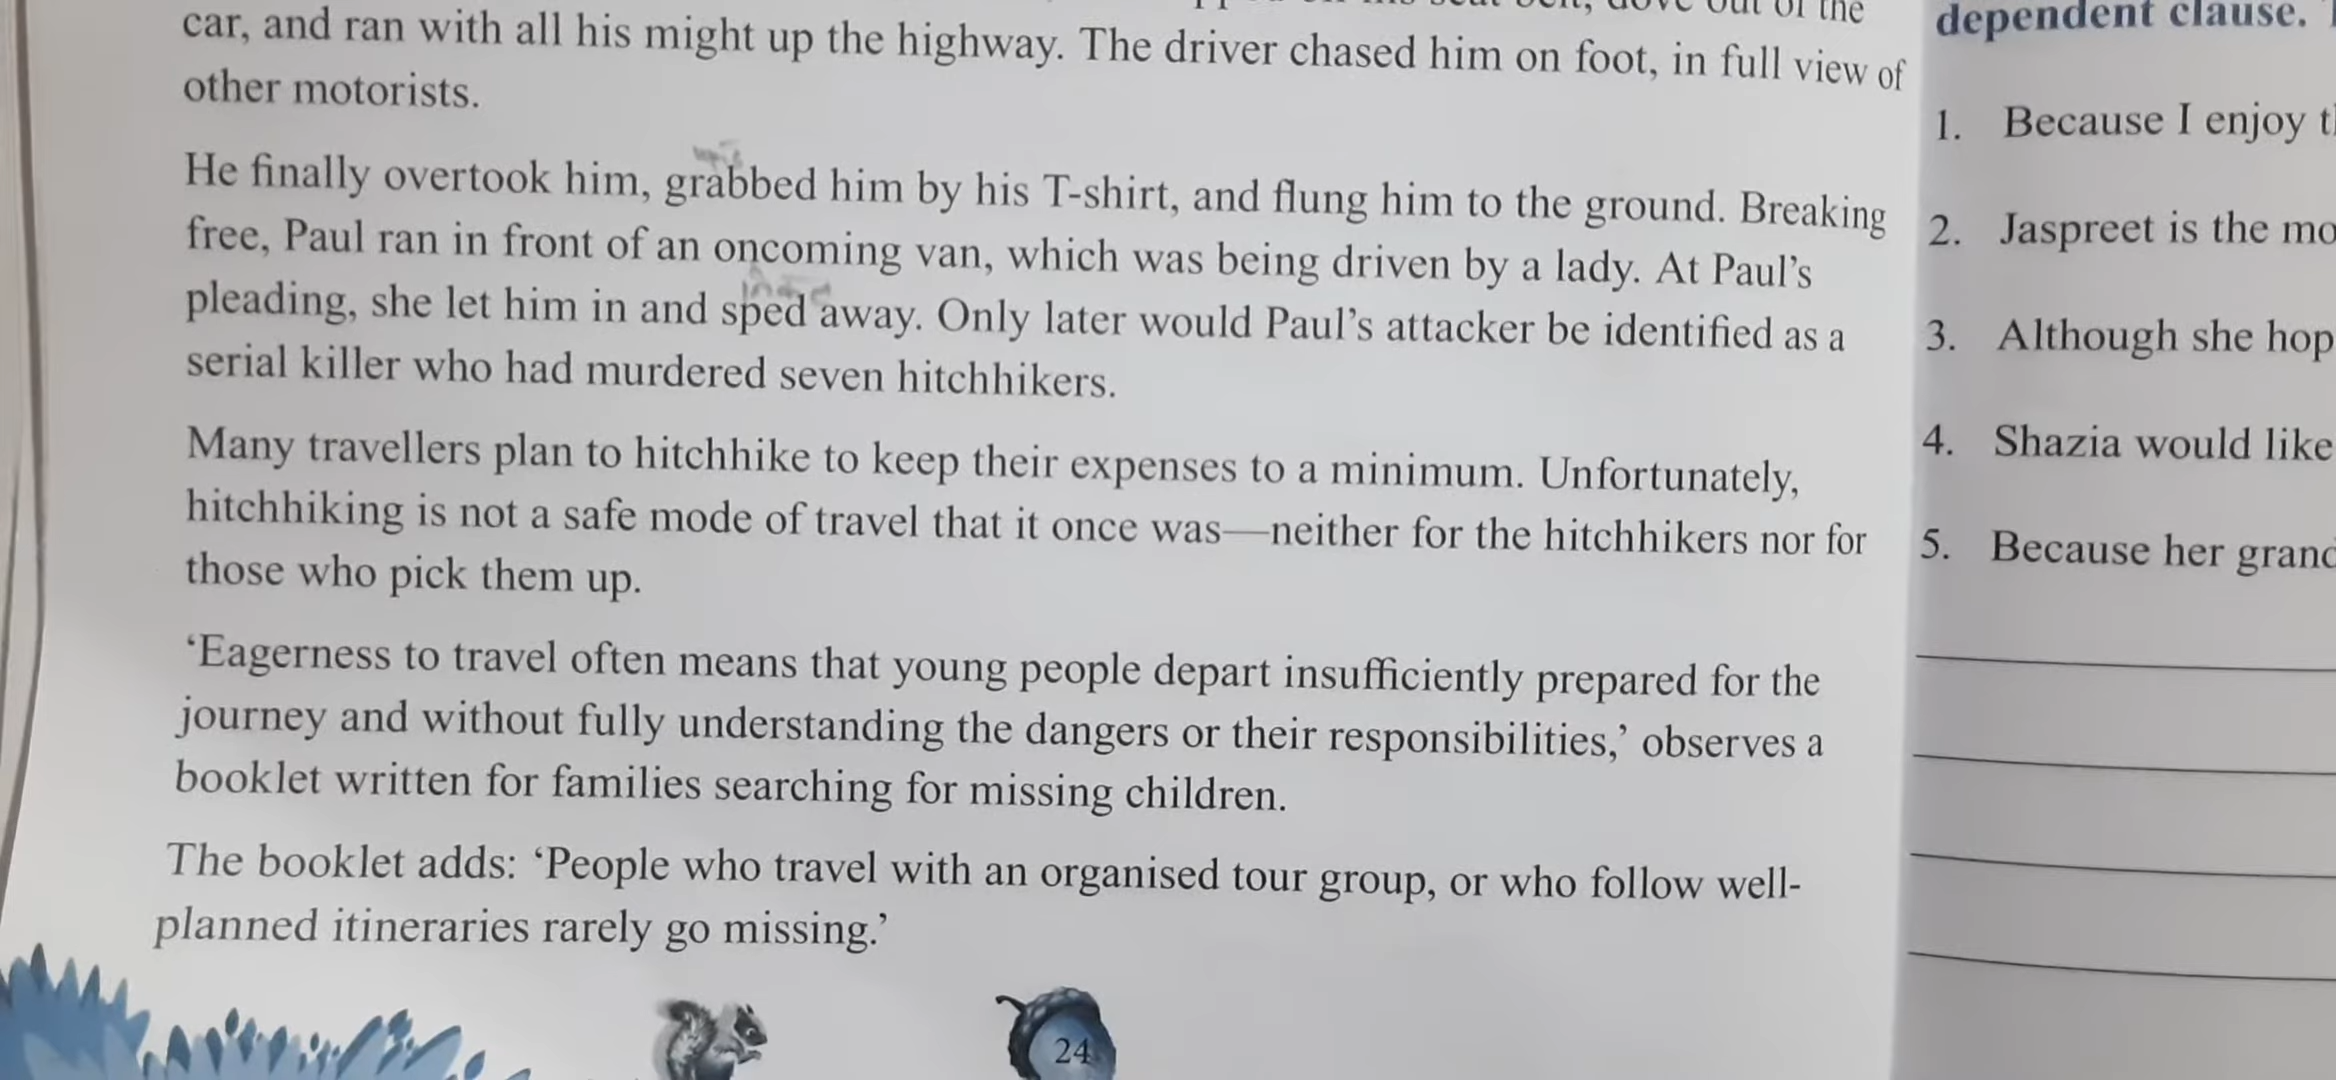 out of the
car, and ran with all his might up the highway. The driver chased him on foot, in full view of
other motorists.
He finally overtook him, grabbed him by his T-shirt, and flung him to the ground. Breaking
free, Paul ran in front of an oncoming van, which was being driven by a lady. At Paul's
pleading, she let him in and sped away. Only later would Paul's attacker be identified as a
serial killer who had murdered seven hitchhikers.
Many travellers plan to hitchhike to keep their expenses to a minimum. Unfortunately,
hitchhiking is not a safe mode of travel that it once was—neither for the hitchhikers nor for
those who pick them up.
‘Eagerness to travel often means that young people depart insufficiently prepared for the
journey and without fully understanding the dangers or their responsibilities,’ observes a
booklet written for families searching for missing children.
The booklet adds: ‘People who travel with an organised tour group, or who follow well-
planned itineraries rarely go missing.’
24
dependent clause.
1. Because I enjoy
2. Jaspreet is the
3. Although she
4. Shazia would like
5. Because her